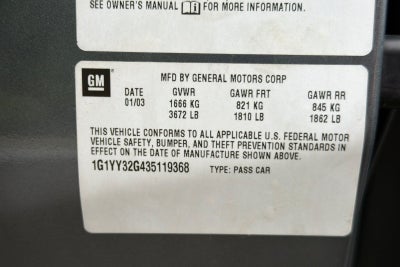 SEE OWNER'S MANUAL FOR MORE INFORMATION.
GM MFD BY GENERAL MOTORS CORP
DATE GVWR GAWR FRT GAWR RR
01/03 1666 KG 821 KG 845 KG
3672 LB 1810 LB 1862 LB
THIS VEHICLE CONFORMS TO ALL APPLICABLE U.S. FEDERAL MOTOR
VEHICLE SAFETY, BUMPER, AND THEFT PREVENTION STANDARDS IN
EFFECT ON THE DATE OF MANUFACTURE SHOWN ABOVE.
1G1YY32G435119368 TYPE: PASS CAR